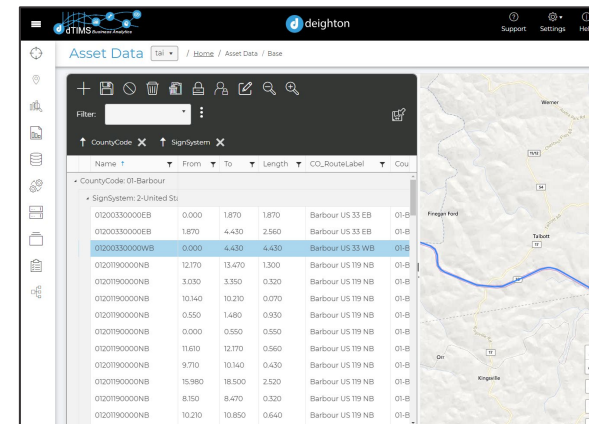 dTIMS Business Analytics
deighton
Support Settings Hel
Asset Data tai / Home / Asset Data / Base
Filter:
CountyCode SignSystem
Name From To Length CO_RouteLabel Cou
CountyCode: 01-Barbour
SignSystem: 2-United Sta
01200330000EB 0.000 1.870 1.870 Barbour US 33 EB 01-B
01200330000EB 1.870 4.430 2.560 Barbour US 33 EB 01-B
01200330000WB 0.000 4.430 4.430 Barbour US 33 WB 01-B
01201190000NB 12.170 13.470 1.300 Barbour US 119 NB 01-B
01201190000NB 3.030 3.350 0.320 Barbour US 119 NB 01-B
01201190000NB 10.140 10.210 0.070 Barbour US 119 NB 01-B
01201190000NB 0.550 1.480 0.930 Barbour US 119 NB 01-B
01201190000NB 0.000 0.550 0.550 Barbour US 119 NB 01-B
01201190000NB 11.610 12.170 0.560 Barbour US 119 NB 01-B
01201190000NB 9.710 10.140 0.430 Barbour US 119 NB 01-B
01201190000NB 15.980 18.500 2.520 Barbour US 119 NB 01-B
01201190000NB 8.150 8.470 0.320 Barbour US 119 NB 01-B
01201190000NB 10.210 10.850 0.640 Barbour US 119 NB 01-B
Werner
11/13
54
Finegan Ford
Talbott
17
On
17
Kingsville